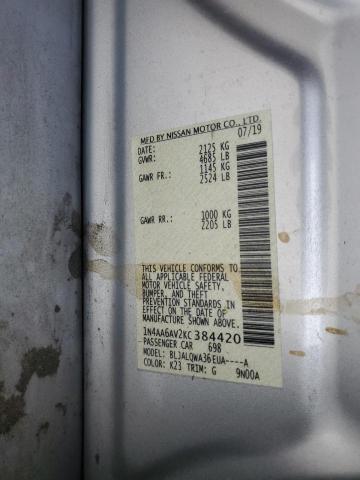 MFD BY NISSAN MOTOR CO., LTD.
DATE: 07/19
GVWR: 2125 KG
4685 LB
GAWR FR.: 1145 KG
2524 LB
GAWR RR.: 1000 KG
2205 LB
THIS VEHICLE CONFORMS TO
ALL APPLICABLE FEDERAL
MOTOR VEHICLE SAFETY,
BUMPER, AND THEFT
PREVENTION STANDARDS
IN EFFECT ON THE DATE OF
MANUFACTURE SHOWN ABOVE.
1N4AA6AV2KC384420
PASSENGER CAR 698
MODEL: BLJALQWA36EUA----A
COLOR: K23 TRIM: G 9N00A